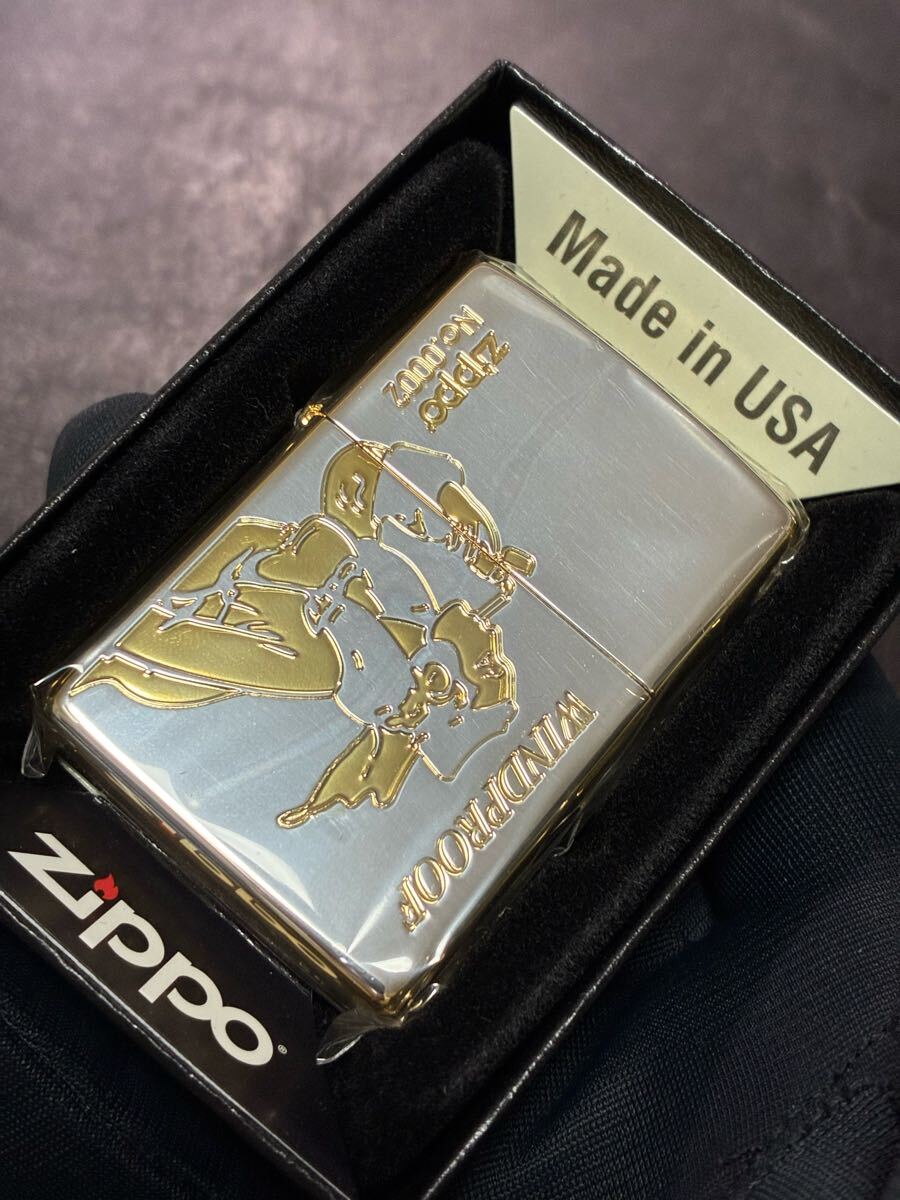 Made in USA
Zippo
No.0002
WINDPROOF
Zippo®